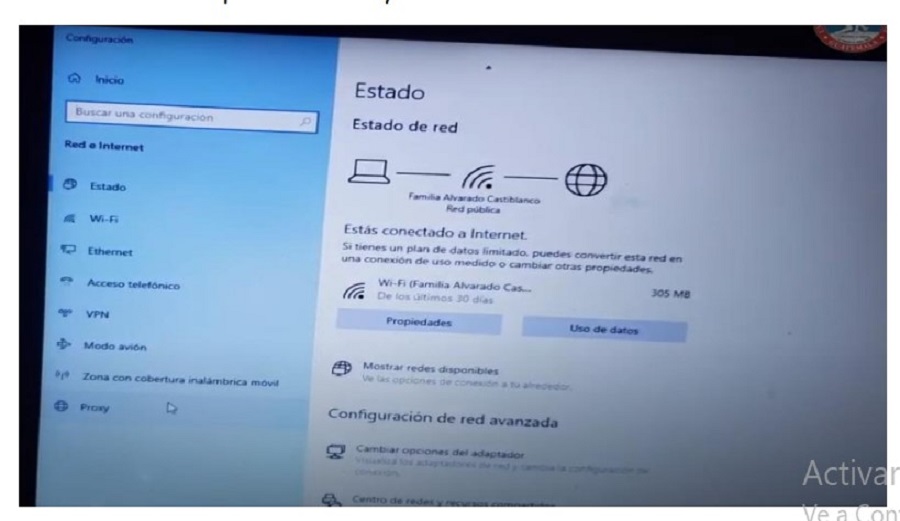 Configuración
Inicio
Buscar una configuración
Red e Internet
Estado
Wi-Fi
Ethernet
Acceso telefónico
VPN
Modo avión
Zona con cobertura inalámbrica móvil
Proxy
Estado
Estado de red
Familia Alvarado Castiblanco
Red pública
Estás conectado a Internet.
Si tienes un plan de datos limitado, puedes convertir esta red en
una conexión de uso medido o cambiar otras propiedades.
Wi-Fi (Familia Alvarado Cas...
305 MB
De los últimos 30 días
Propiedades
Uso de datos
Mostrar redes disponibles
Ve las opciones de conexión a tu alrededor.
Configuración de red avanzada
Cambiar opciones del adaptador
Visualiza los adaptadores de red y cambia la configuración de
conexión.
Centro de redes y recursos compartidos
Activar
Ve a Con